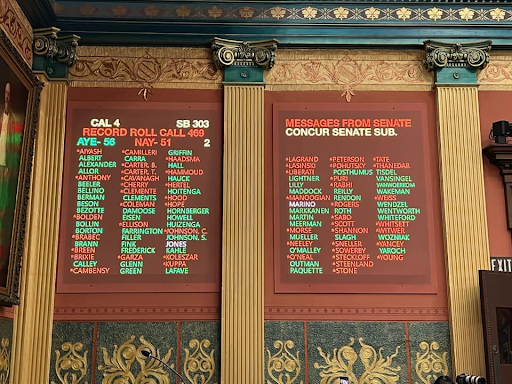 CAL 4 SB 303
RECORD ROLL CALL 469
AYE- 56 NAY- 51 2
*AIYASH *CAMILLERI GRIFFIN
ALBERT CARRA *HAADSMA
ALEXANDER *CARTER, B. HALL
ALLOR *CARTER, T. *HAMMOUD
*ANTHONY *CAVANAGH HAUCK
BEELER *CHERRY *HERTEL
BELLINO *CLEMENTE HOITENGA
BERMAN CLEMENTS *HOOD
BESON *COLEMAN *HOPE
BEZOTTE DAMOOSE HORNBERGER
*BOLDEN EISEN HOWELL
BOLLIN *ELLISON HUIZENGA
BORTON FARRINGTON *JOHNSON, C.
*BRABEC FILLER JOHNSON, S.
BRANN FINK JONES
*BREEN FREDERICK KAHLE
*BRIXIE *GARZA *KOLESZAR
CALLEY GLENN *KUPPA
*CAMBENSY GREEN LAFAVE
MESSAGES FROM SENATE
CONCUR SENATE SUB.
*LAGRAND *PETERSON *TATE
*LASINSKI *POHUTSKY *THANEDAR
*LIBERATI POSTHUMUS TISDEL
LIGHTNER *PURI VANSINGEL
LILLY *RABHI VANWOERKOM
MADDOCK REILLY WAKEMAN
*MANOOGIAN RENDON *WEISS
MARINO *ROGERS WENDZEL
MARKKANEN ROTH WENTWORTH
MARTIN *SABO WHITEFORD
MEERMAN *SCOTT *WHITSETT
*MORSE *SHANNON *WITWER
MUELLER SLAGH WOZNIAK
*NEELEY *SNELLER *YANCEY
O'MALLEY *SOWERBY YAROCH
*O'NEAL *STECKLOFF *YOUNG
OUTMAN *STEENLAND
PAQUETTE *STONE
EXIT